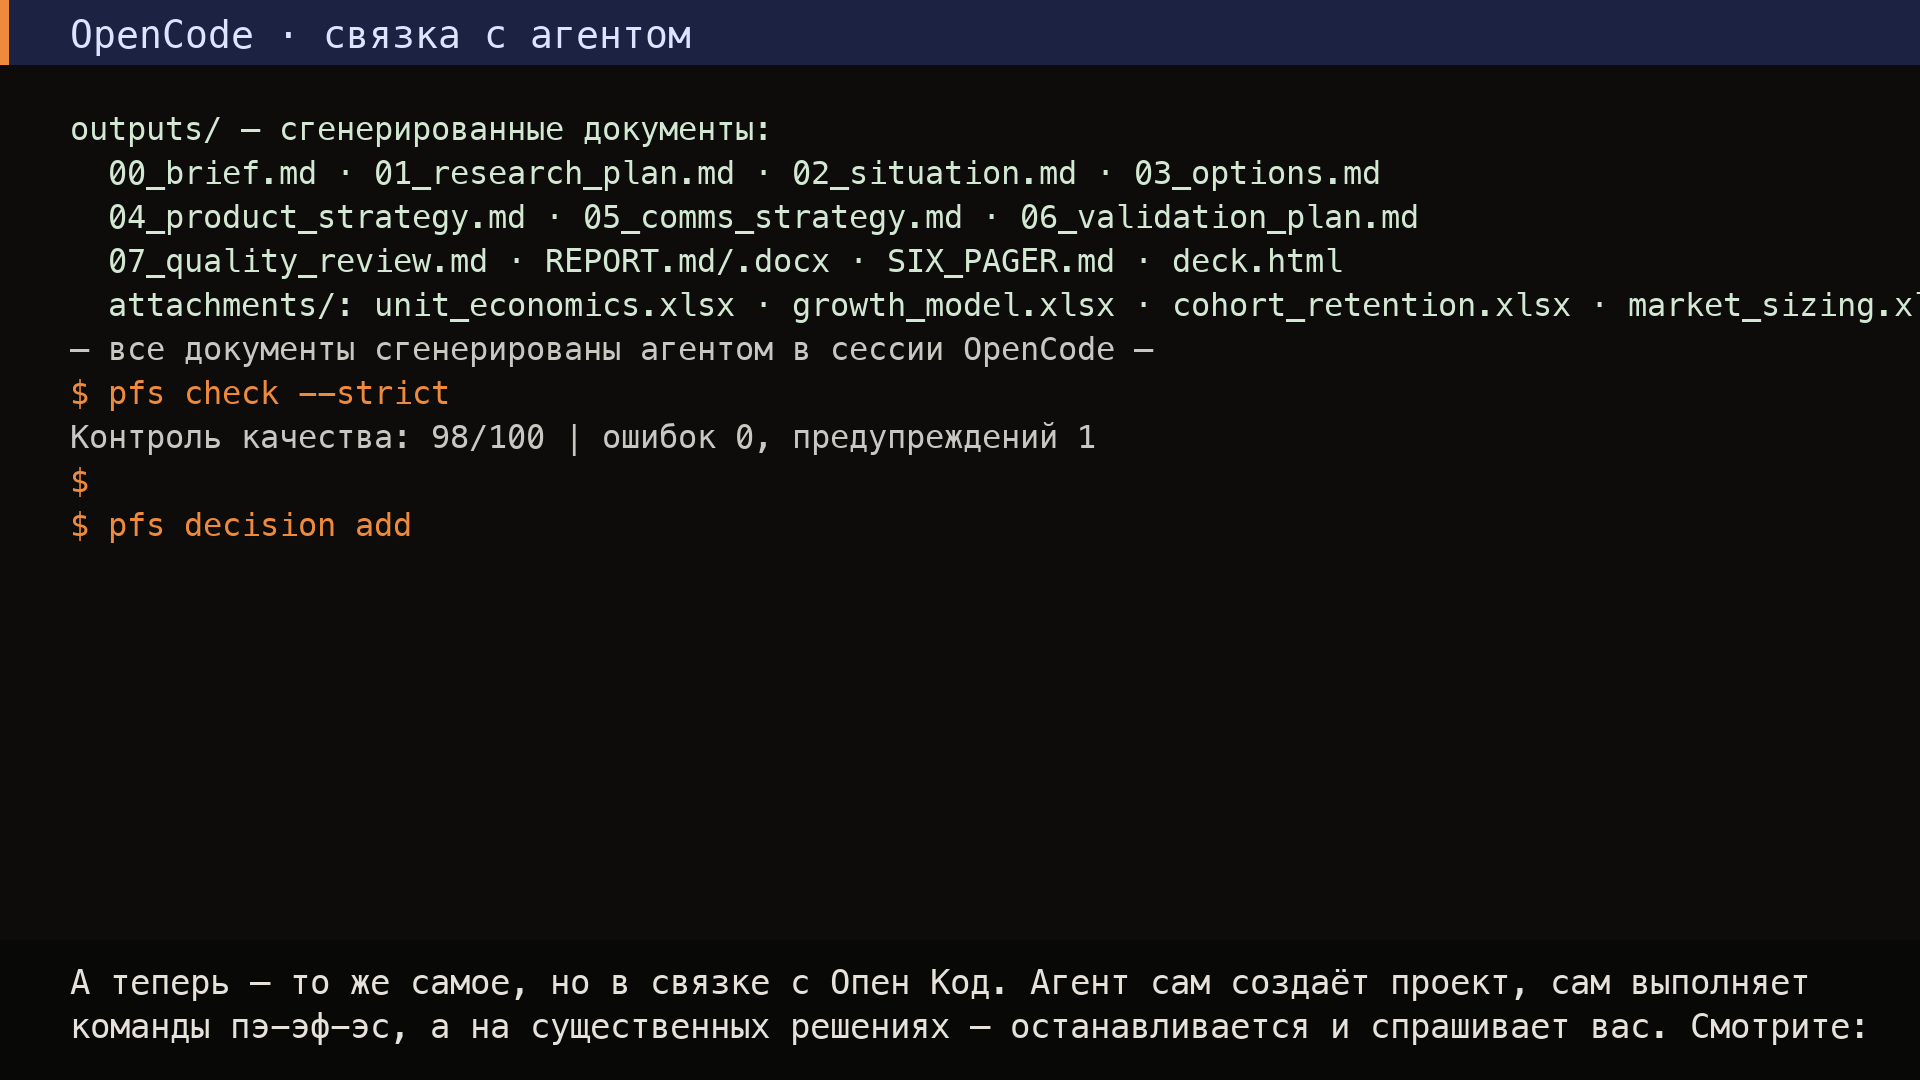 OpenCode · связка с агентом
outputs/ — сгенерированные документы:
00_brief.md · 01_research_plan.md · 02_situation.md · 03_options.md
04_product_strategy.md · 05_comms_strategy.md · 06_validation_plan.md
07_quality_review.md · REPORT.md/.docx · SIX_PAGER.md · deck.html
attachments/: unit_economics.xlsx · growth_model.xlsx · cohort_retention.xlsx · market_sizing.xl
— все документы сгенерированы агентом в сессии OpenCode —
$ pfs check --strict
Контроль качества: 98/100 | ошибок 0, предупреждений 1
$
$ pfs decision add
А теперь — то же самое, но в связке с Опен Код. Агент сам создаёт проект, сам выполняет
команды пэ-эф-эс, а на существенных решениях — останавливается и спрашивает вас. Смотрите: